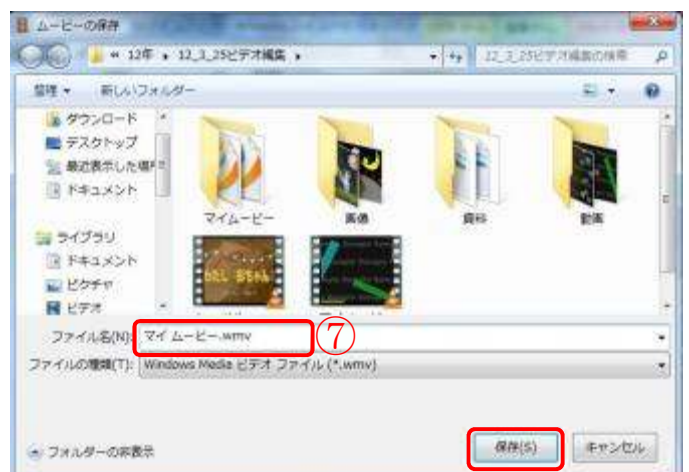 ムービーの保存
« 12年 ▸ 12_3_25ビデオ編集 ▸
12_3_25ビデオ編集の検索
整理 ▼ 新しいフォルダー
ダウンロード
デスクトップ
最近表示した場所
ドキュメント
ライブラリ
ドキュメント
ピクチャ
ビデオ
マイムービー
画像
資料
動画
ファイル名(N): マイ ムービー.wmv
⑦
ファイルの種類(T): Windows Media ビデオ ファイル (*.wmv)
フォルダーの非表示
保存(S)
キャンセル